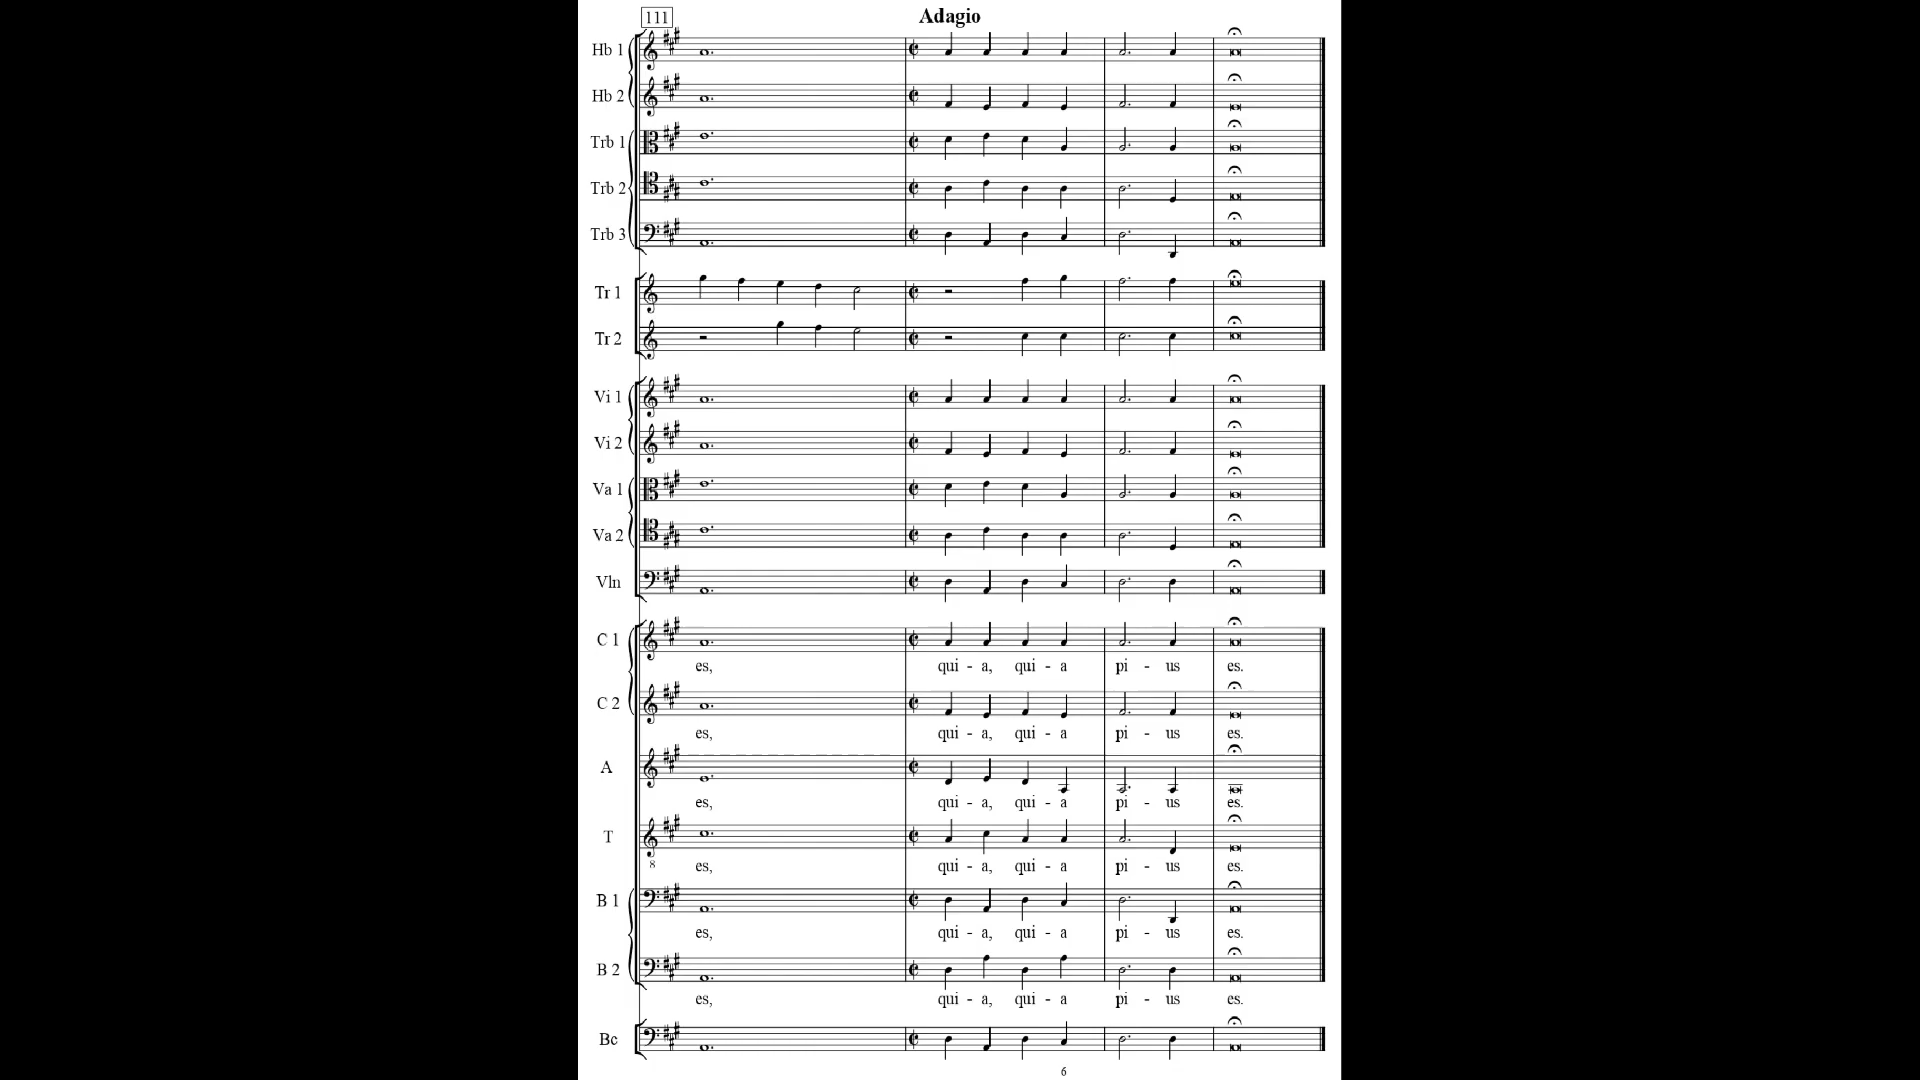 111 Adagio
Hb 1
Hb 2
Trb 1
Trb 2
Trb 3
Tr 1
Tr 2
Vi 1
Vi 2
Va 1
Va 2
Vln
C 1
es, qui - a, qui - a pi - us es.
C 2
es, qui - a, qui - a pi - us es.
A
es, qui - a, qui - a pi - us es.
T
8
es, qui - a, qui - a pi - us es.
B 1
es, qui - a, qui - a pi - us es.
B 2
es, qui - a, qui - a pi - us es.
Bc
6